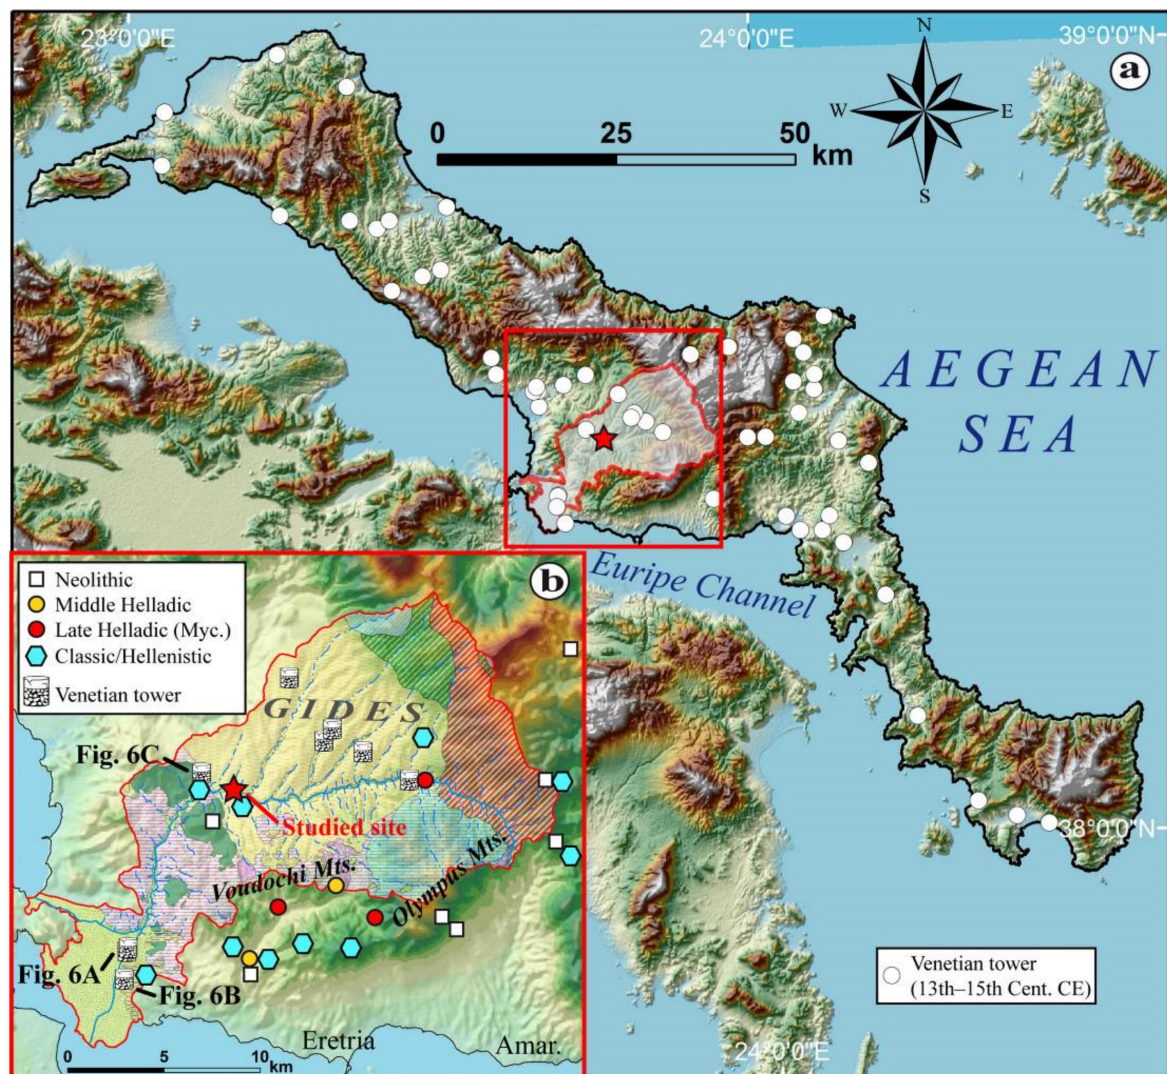 23°0'0"E
24°0'0"E
39°0'0"N
a
N
W
E
S
0
25
50
km
AEGEAN
SEA
Euripe Channel
38°0'0"N
24°0'0"E
Venetian tower
(13th–15th Cent. CE)
b
Neolithic
Middle Helladic
Late Helladic (Myc.)
Classic/Hellenistic
Venetian tower
GIDES
Fig. 6C
Studied site
Voudochi Mts.
Olympus Mts.
Fig. 6A
Fig. 6B
Eretria
Amar.
0
5
10
km